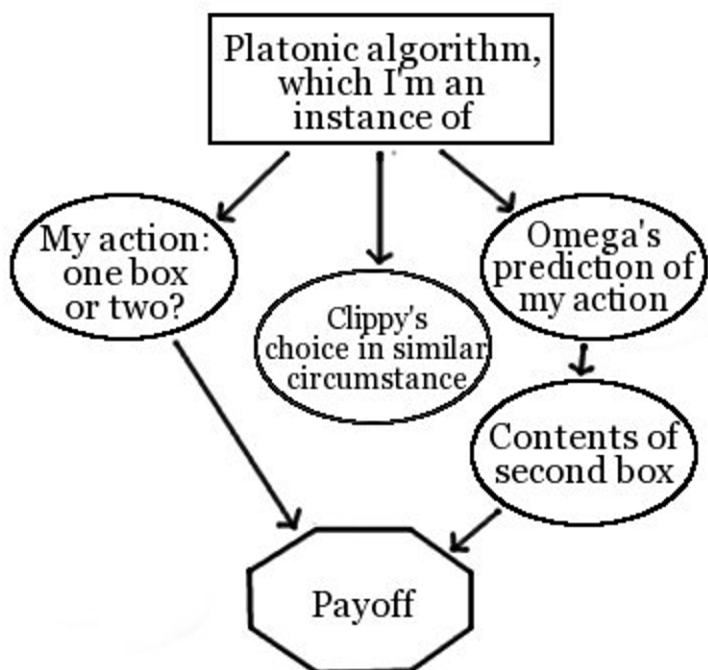 Platonic algorithm,
which I'm an
instance of
My action:
one box
or two?
Clippy's
choice in similar
circumstance
Omega's
prediction of
my action
Contents of
second box
Payoff